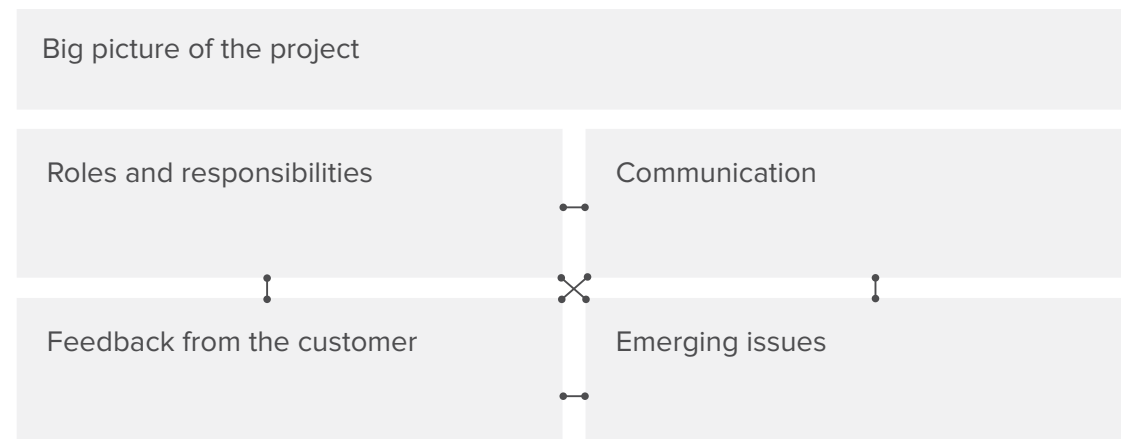 Big picture of the project
Roles and responsibilities
Communication
Feedback from the customer
Emerging issues